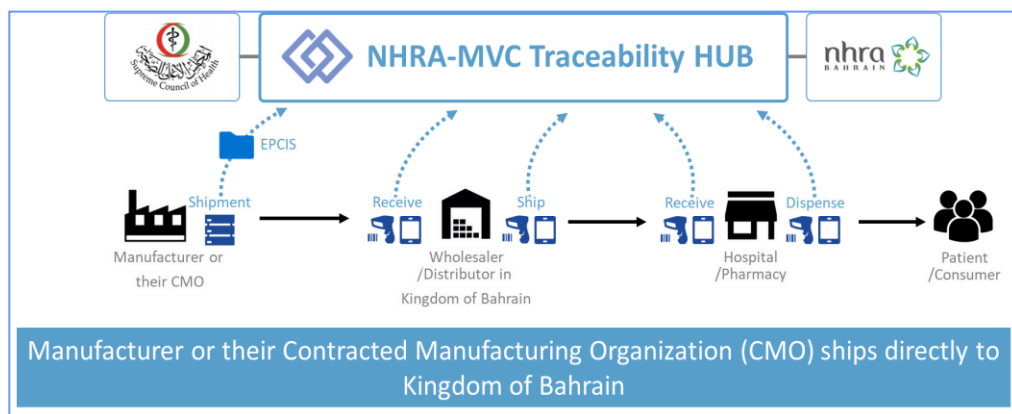 Supreme Council of Health
NHRA-MVC Traceability HUB
nhra
BAHRAIN
EPCIS
Shipment
Receive
Ship
Receive
Dispense
Manufacturer or
their CMO
Wholesaler
/Distributor in
Kingdom of Bahrain
Hospital
/Pharmacy
Patient
/Consumer
Manufacturer or their Contracted Manufacturing Organization (CMO) ships directly to
Kingdom of Bahrain